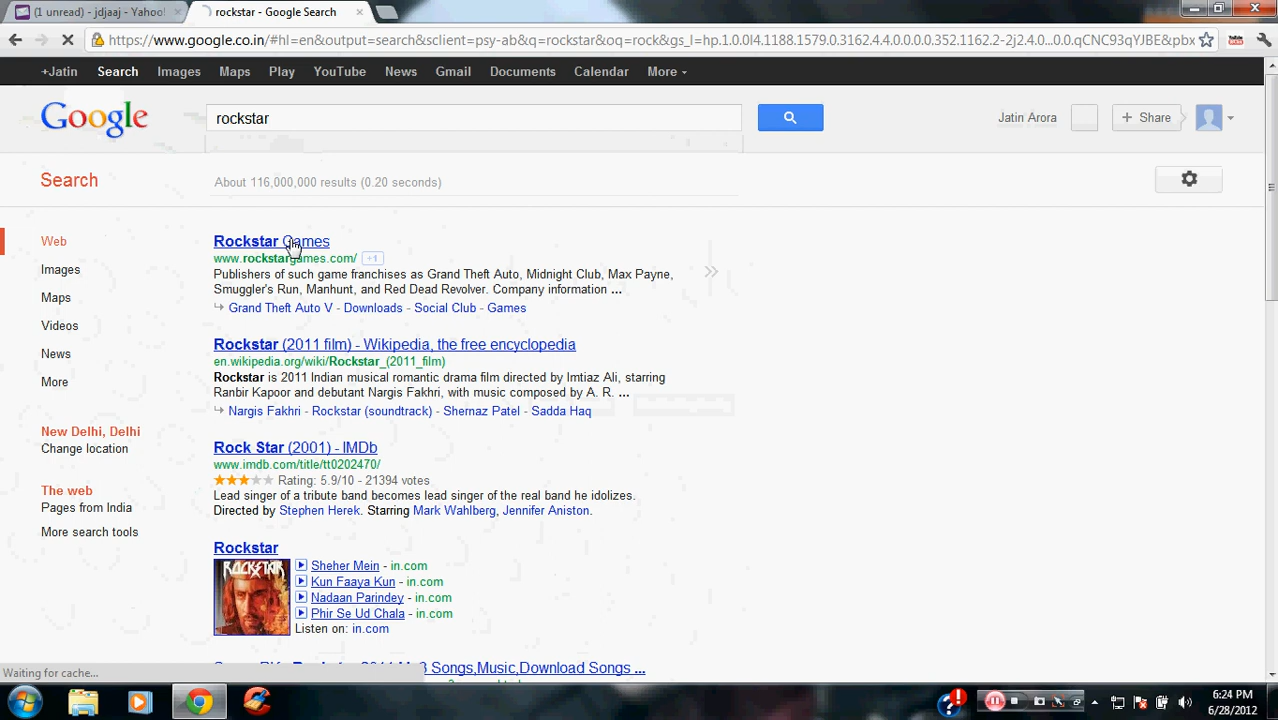 (1 unread) - jdjaaj - Yahoo! rockstar - Google Search
https://www.google.co.in/#hl=en&output=search&sclient=psy-ab&q=rockstar&oq=rock&gs_l=hp.1.0.0l4.1188.1579.0.3162.4.4.0.0.0.0.352.1162.2-2j2.4.0...0.0.qCNC93qYJBE&pbx
+Jatin Search Images Maps Play YouTube News Gmail Documents Calendar More
Google rockstar Jatin Arora + Share
Search About 116,000,000 results (0.20 seconds)
Web
Images
Maps
Videos
News
More
New Delhi, Delhi
Change location
The web
Pages from India
More search tools
Rockstar Games
www.rockstargames.com/ +1
Publishers of such game franchises as Grand Theft Auto, Midnight Club, Max Payne,
Smuggler's Run, Manhunt, and Red Dead Revolver. Company information ...
Grand Theft Auto V - Downloads - Social Club - Games
Rockstar (2011 film) - Wikipedia, the free encyclopedia
en.wikipedia.org/wiki/Rockstar_(2011_film)
Rockstar is 2011 Indian musical romantic drama film directed by Imtiaz Ali, starring
Ranbir Kapoor and debutant Nargis Fakhri, with music composed by A. R. ...
Nargis Fakhri - Rockstar (soundtrack) - Shernaz Patel - Sadda Haq
Rock Star (2001) - IMDb
www.imdb.com/title/tt0202470/
Rating: 5.9/10 - 21394 votes
Lead singer of a tribute band becomes lead singer of the real band he idolizes.
Directed by Stephen Herek. Starring Mark Wahlberg, Jennifer Aniston.
Rockstar
ROCKSTAR
Sheher Mein - in.com
Kun Faaya Kun - in.com
Nadaan Parindey - in.com
Phir Se Ud Chala - in.com
Listen on: in.com
3 Songs,Music,Download Songs ...
Waiting for cache...
6:24 PM
6/28/2012